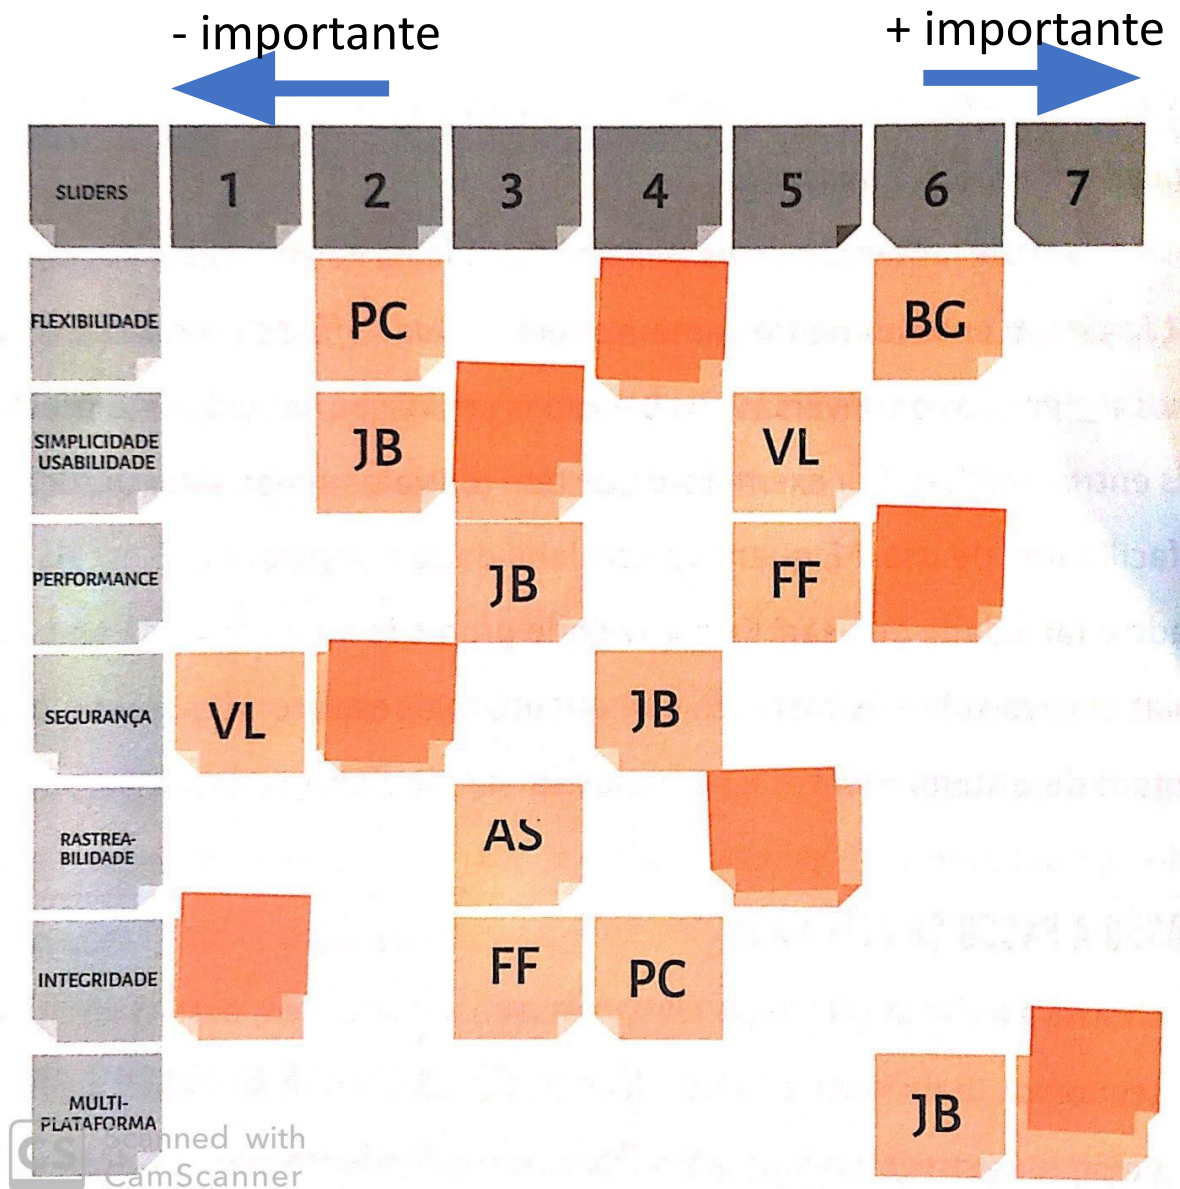 - importante
+ importante
SLIDERS
1
2
3
4
5
6
7
FLEXIBILIDADE
PC
BG
SIMPLICIDADE
USABILIDADE
JB
VL
PERFORMANCE
JB
FF
SEGURANÇA
VL
JB
RASTREA-
BILIDADE
AS
INTEGRIDADE
FF
PC
MULTI-
PLATAFORMA
JB
CS
Scanned with
CamScanner